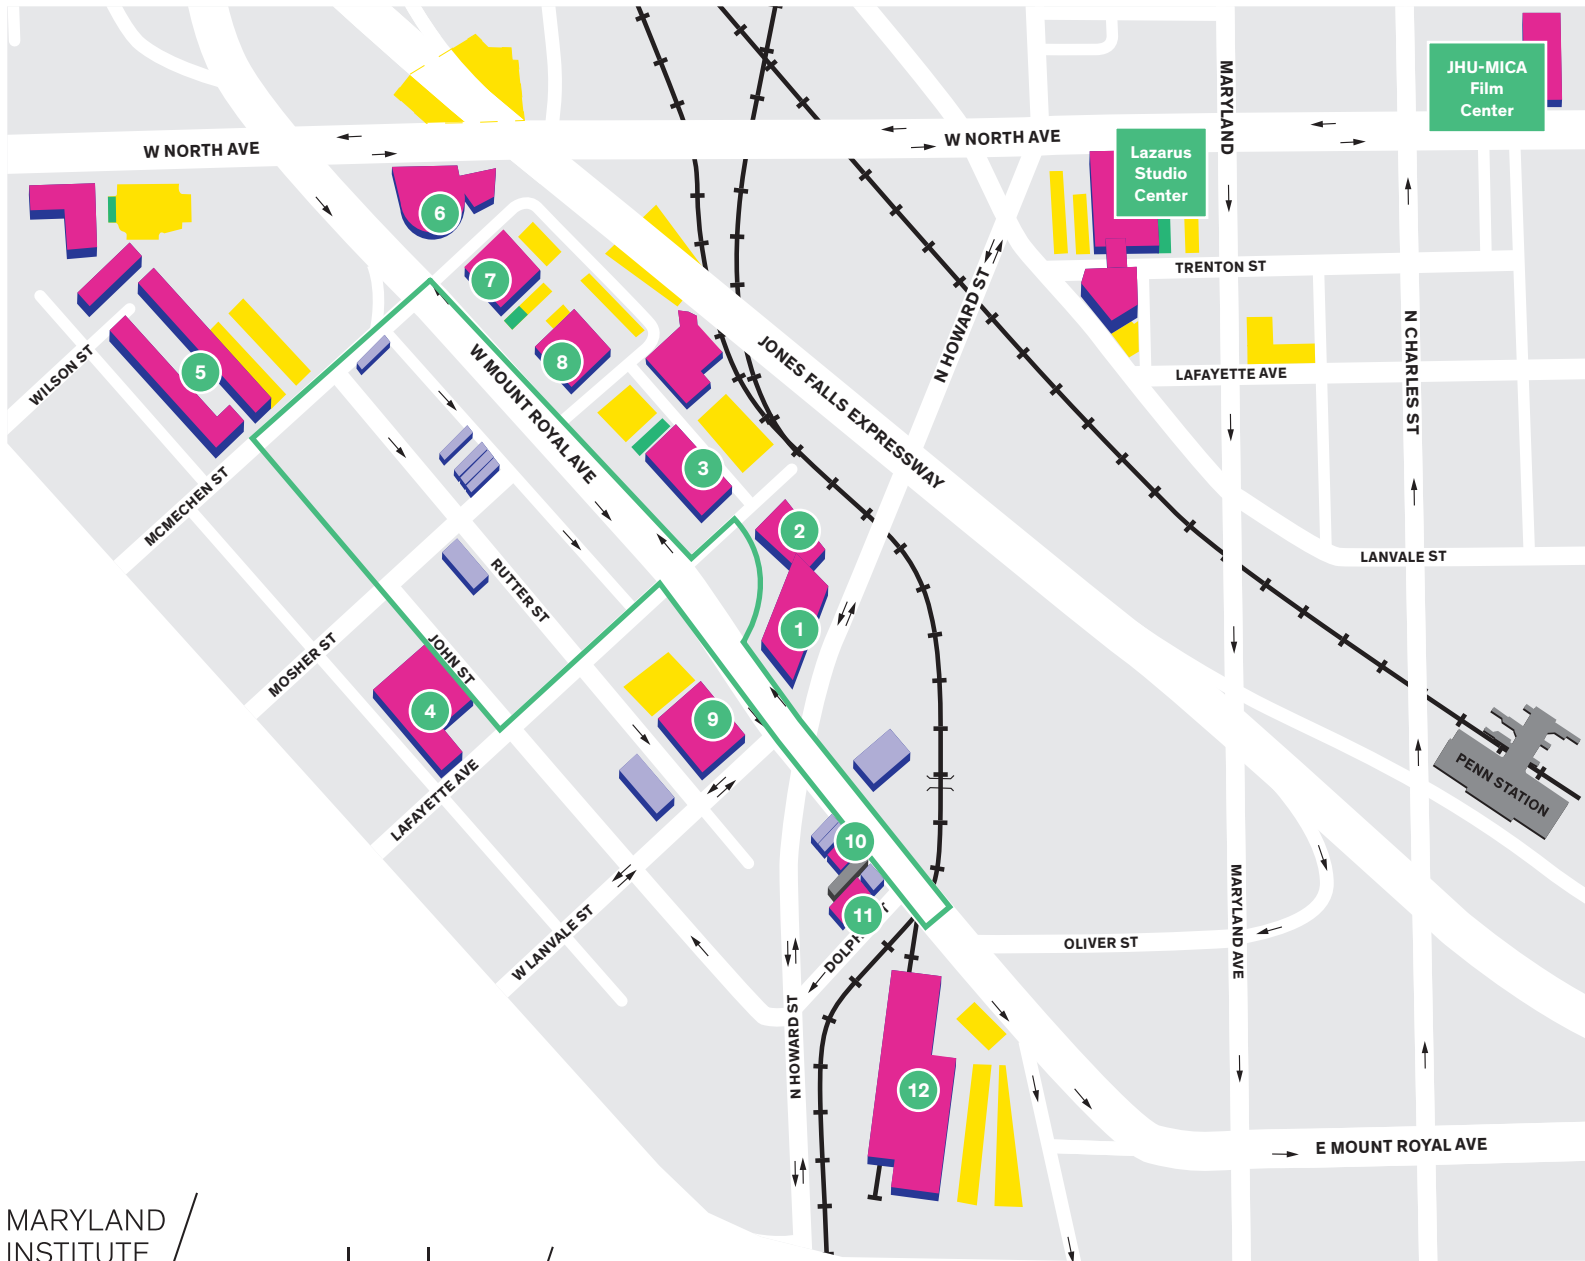 MARYLAND
JHU-MICA
Film
Center
W NORTH AVE
W NORTH AVE
Lazarus
Studio
Center
6
7
TRENTON ST
N HOWARD ST
N CHARLES ST
WILSON ST
5
8
W MOUNT ROYAL AVE
JONES FALLS EXPRESSWAY
LAFAYETTE AVE
3
MCMECHEN ST
2
LANVALE ST
RUTTER ST
1
MOSHER ST
JOHN ST
4
9
PENN STATION
LAFAYETTE AVE
10
11
MARYLAND AVE
W LANVALE ST
OLIVER ST
N HOWARD ST
12
E MOUNT ROYAL AVE
MARYLAND
INSTITUTE